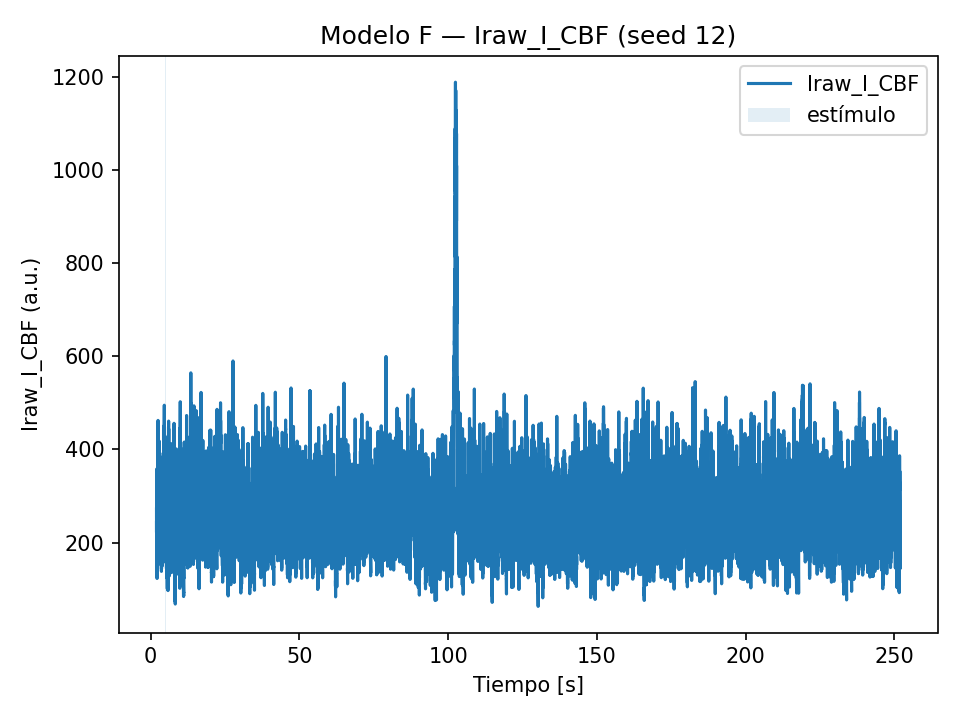 Modelo F — Iraw_I_CBF (seed 12)
Iraw_I_CBF
estímulo
1200
1000
800
600
400
200
Iraw_I_CBF (a.u.)
0
50
100
150
200
250
Tiempo [s]